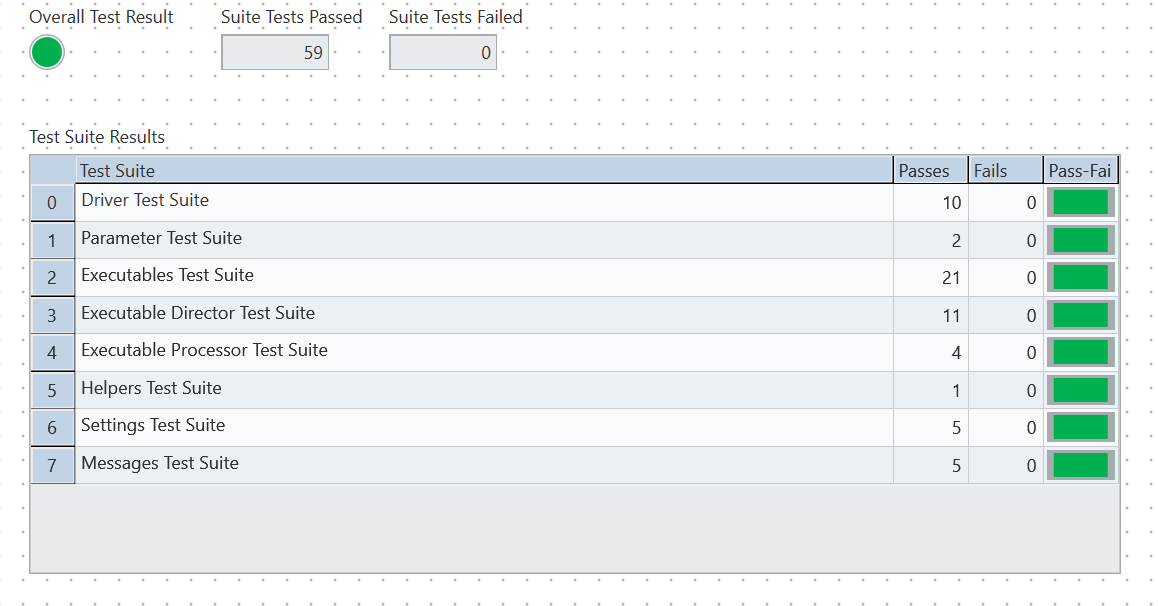 Overall Test Result Suite Tests Passed Suite Tests Failed
59 0
Test Suite Results
Test Suite Passes Fails Pass-Fai
0 Driver Test Suite 10 0
1 Parameter Test Suite 2 0
2 Executables Test Suite 21 0
3 Executable Director Test Suite 11 0
4 Executable Processor Test Suite 4 0
5 Helpers Test Suite 1 0
6 Settings Test Suite 5 0
7 Messages Test Suite 5 0